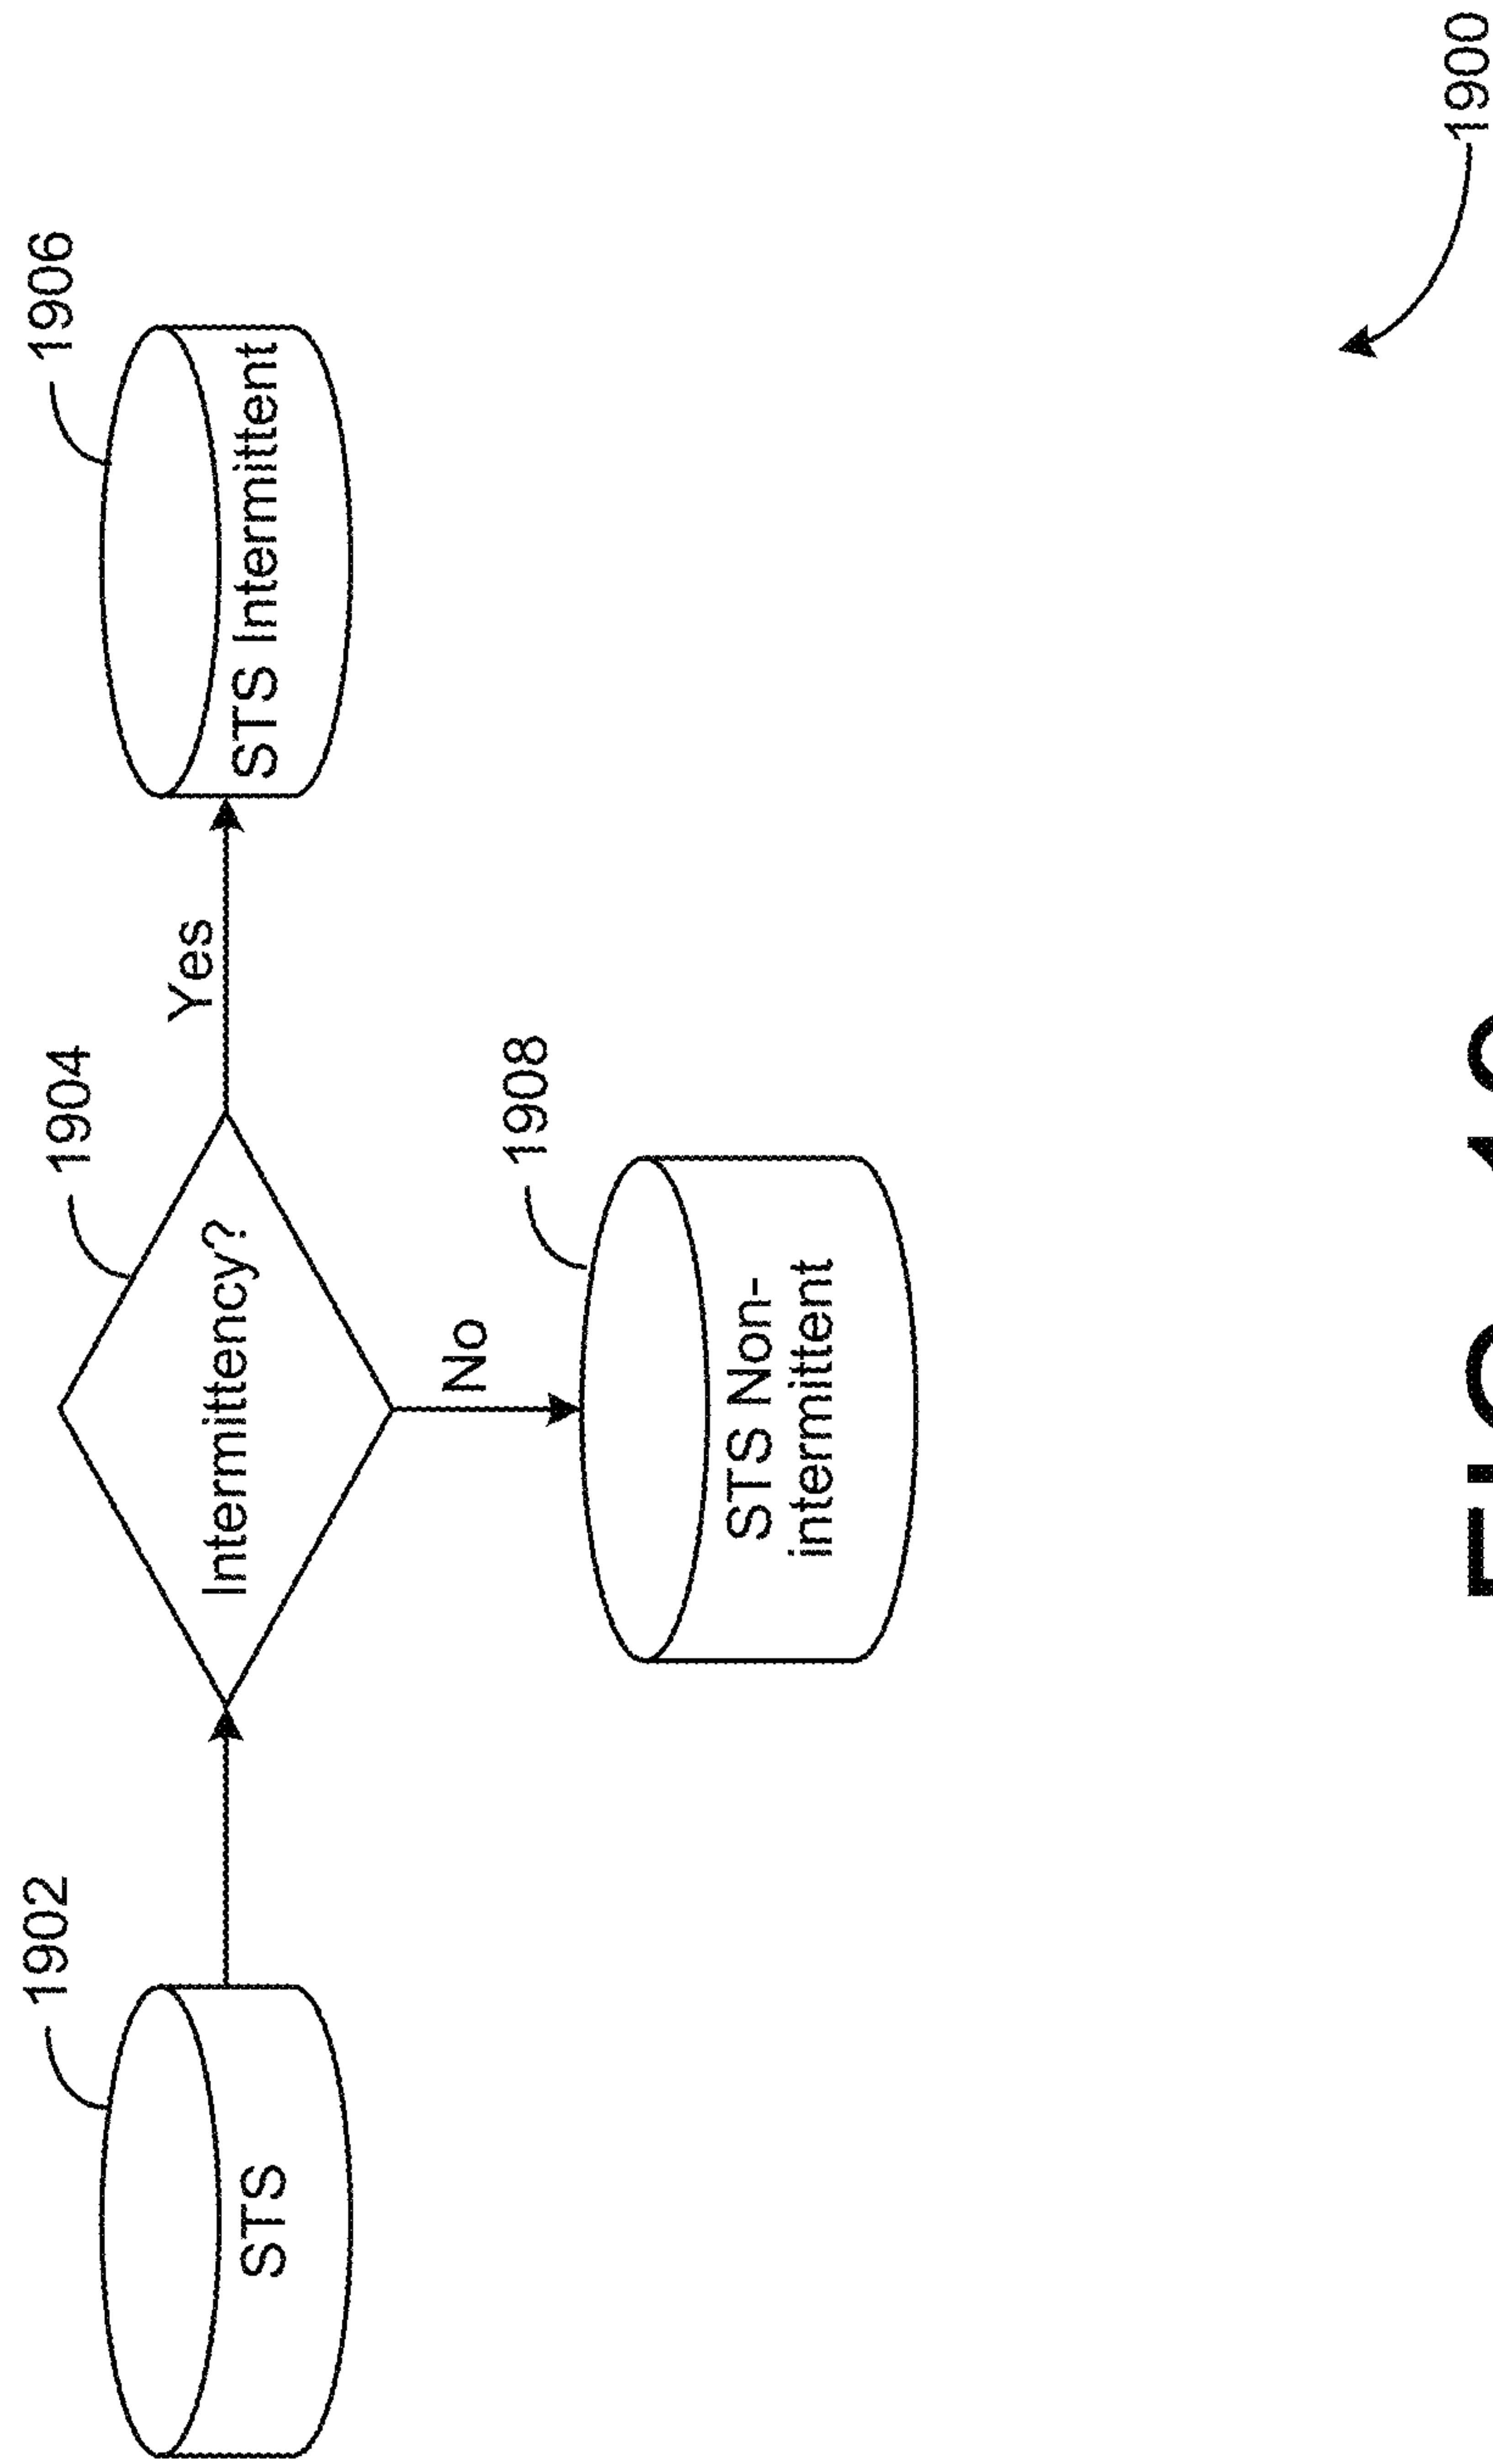 1902
STS
1904
Intermittency?
Yes
1906
STS Intermittent
No
1908
STS Non-
intermittent
1900